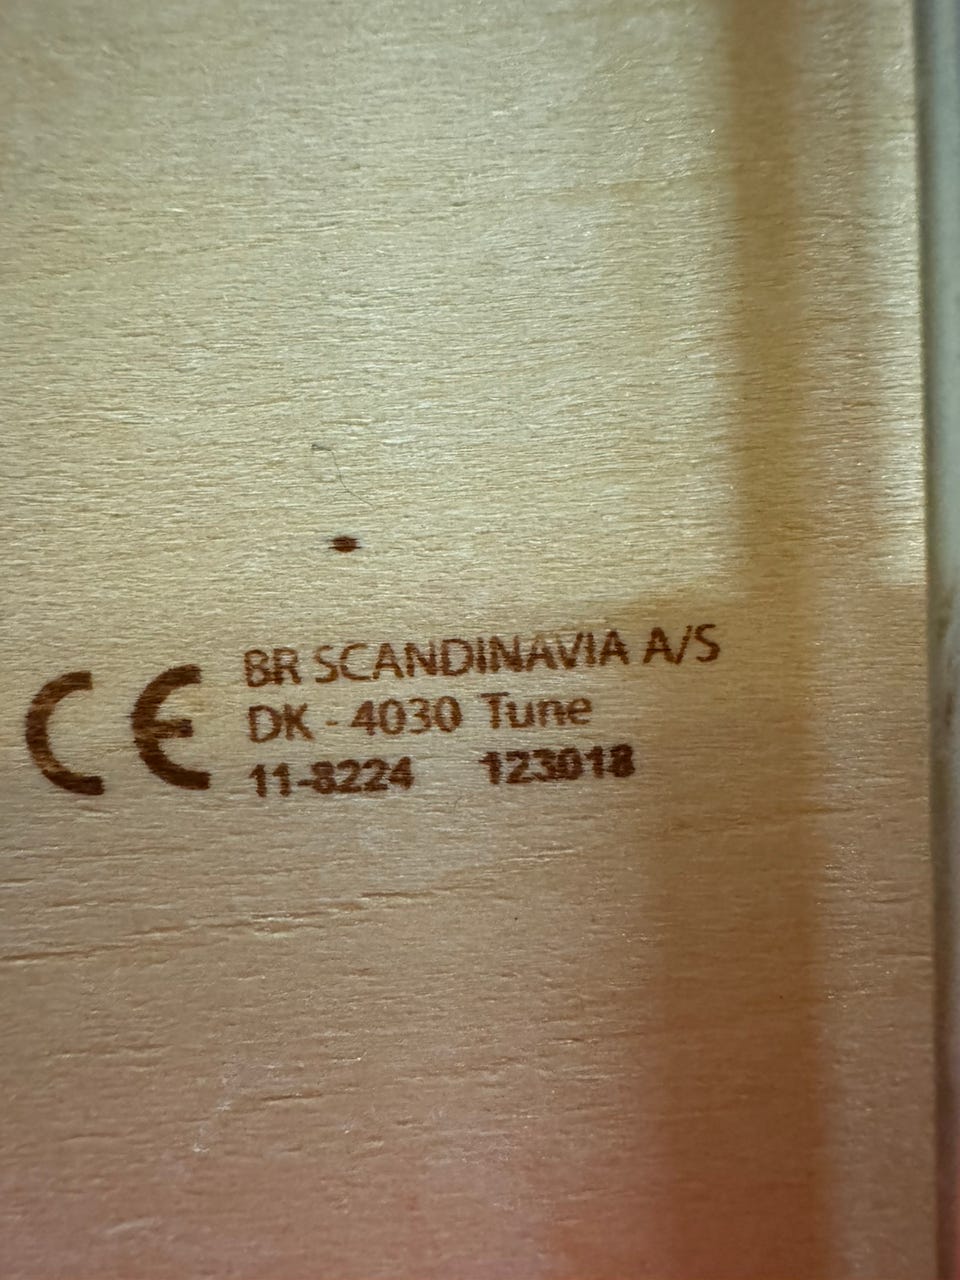 CE
BR SCANDINAVIA A/S
DK - 4030 Tune
11-8224 123018